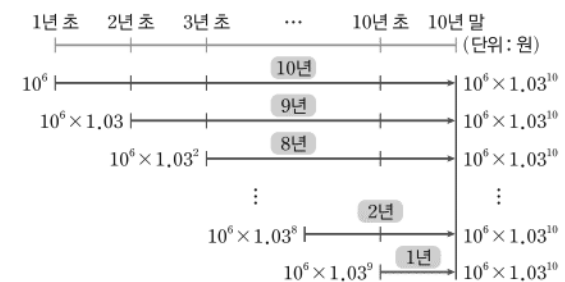 1년 초 2년 초 3년 초 … 10년 초 10년 말
(단위 : 원)
10⁶ 10년 10⁶×1.03¹⁰
10⁶×1.03 9년 10⁶×1.03¹⁰
10⁶×1.03² 8년 10⁶×1.03¹⁰
⋮ ⋮
10⁶×1.03⁸ 2년 10⁶×1.03¹⁰
10⁶×1.03⁹ 1년 10⁶×1.03¹⁰